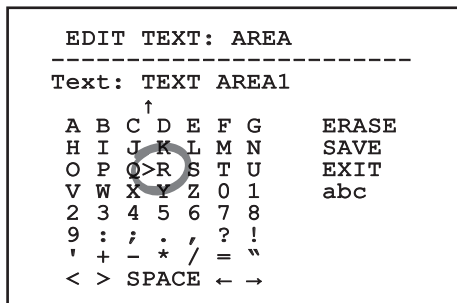 EDIT TEXT: AREA
------------------------
Text: TEXT AREA1
↑
A B C D E F G ERASE
H I J K L M N SAVE
O P Q>R S T U EXIT
V W X Y Z 0 1 abc
2 3 4 5 6 7 8
9 : ; . , ? !
' + - * / = “
< > SPACE ← →